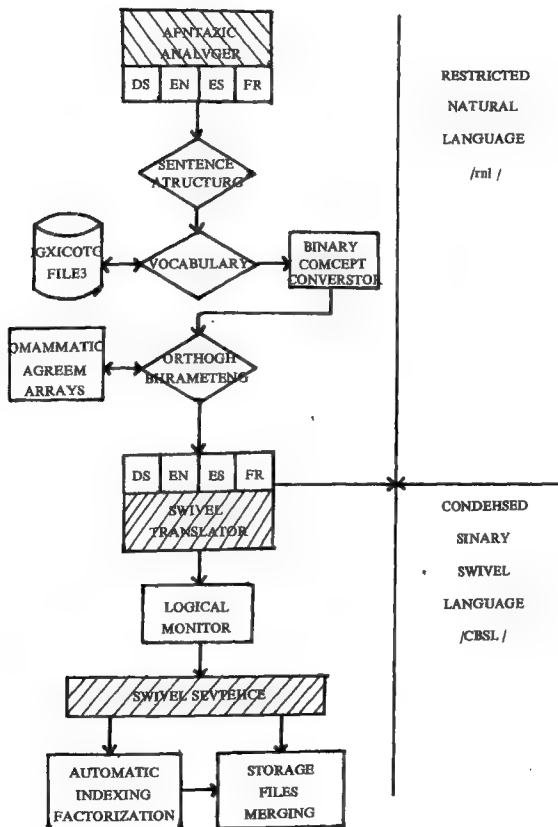 AFNTAXIC
ANALVGER
DS EN ES FR
SENTENCE
ATRUCTURG
IGXICOTG
FILE3
VOCABULARY
BINARY
COMCEPT
CONVERSTOR
OMAMMATIC
AGREEM
ARRAYS
ORTHOGH
BHRAMETENG
DS EN ES FR
SWIVEL
TRANSLATOR
LOGICAL
MONITOR
SWIVEL SEVTEHCE
AUTOMATIC
INDEXING
FACTORIZATION
STORAGE
FILES
MERGING
RESTRICTED
NATURAL
LANGUAGE
/rnl /
CONDEHSED
SINARY
SWIVEL
LANGUAGE
/CBSL /